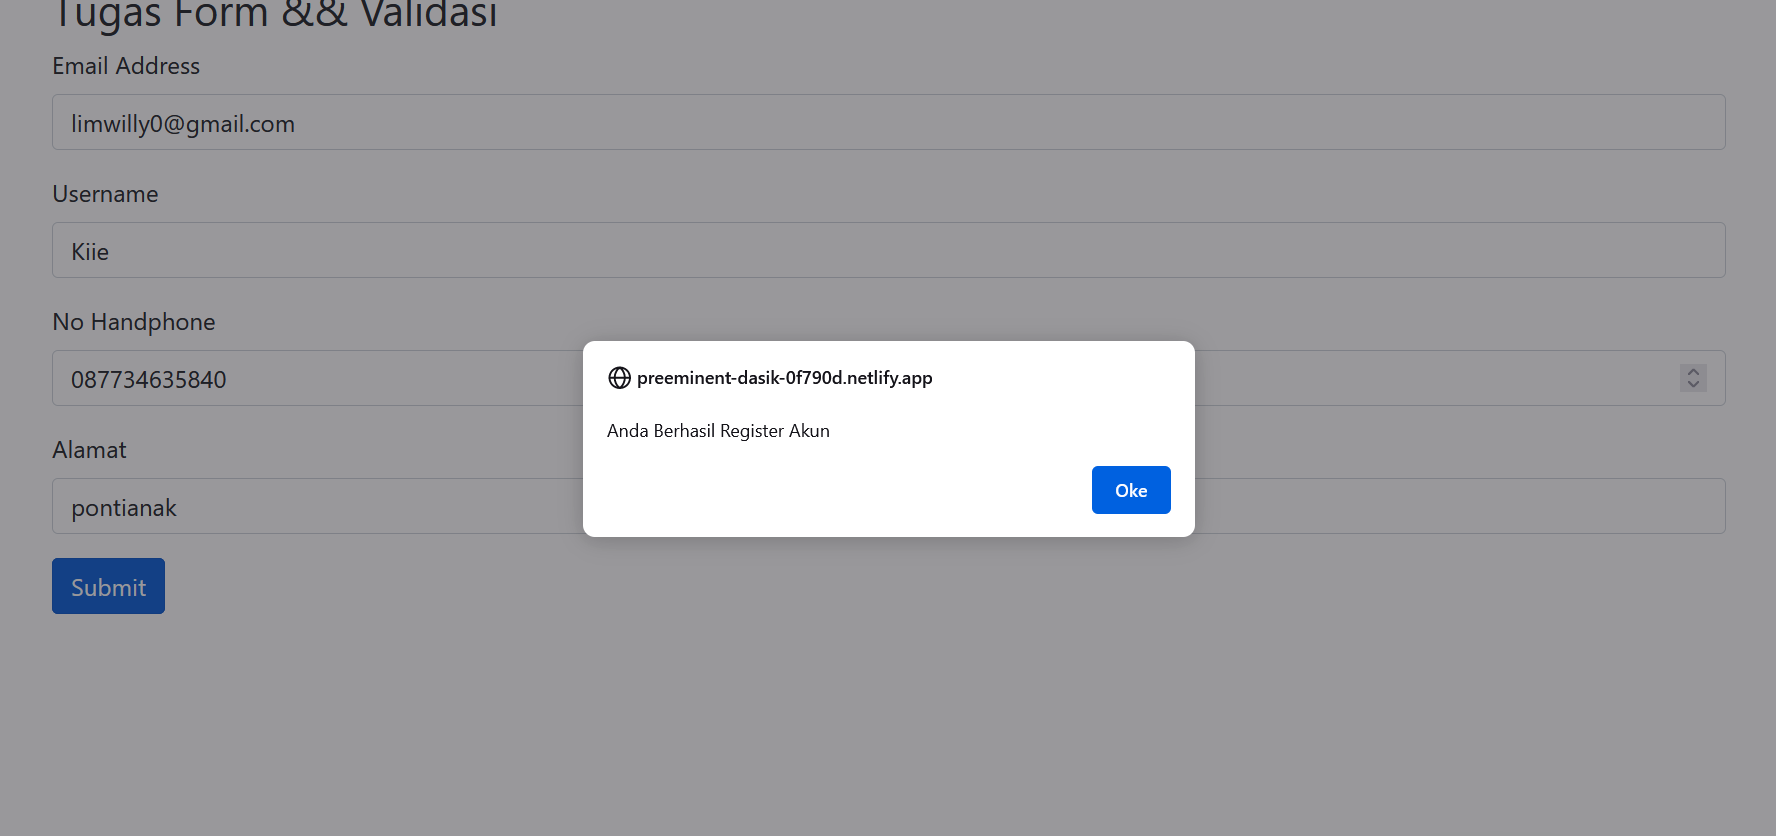 Tugas Form && Validasi
Email Address
limwilly0@gmail.com
Username
Kiie
No Handphone
087734635840
Alamat
pontianak
Submit
preeminent-dasik-0f790d.netlify.app
Anda Berhasil Register Akun
Oke